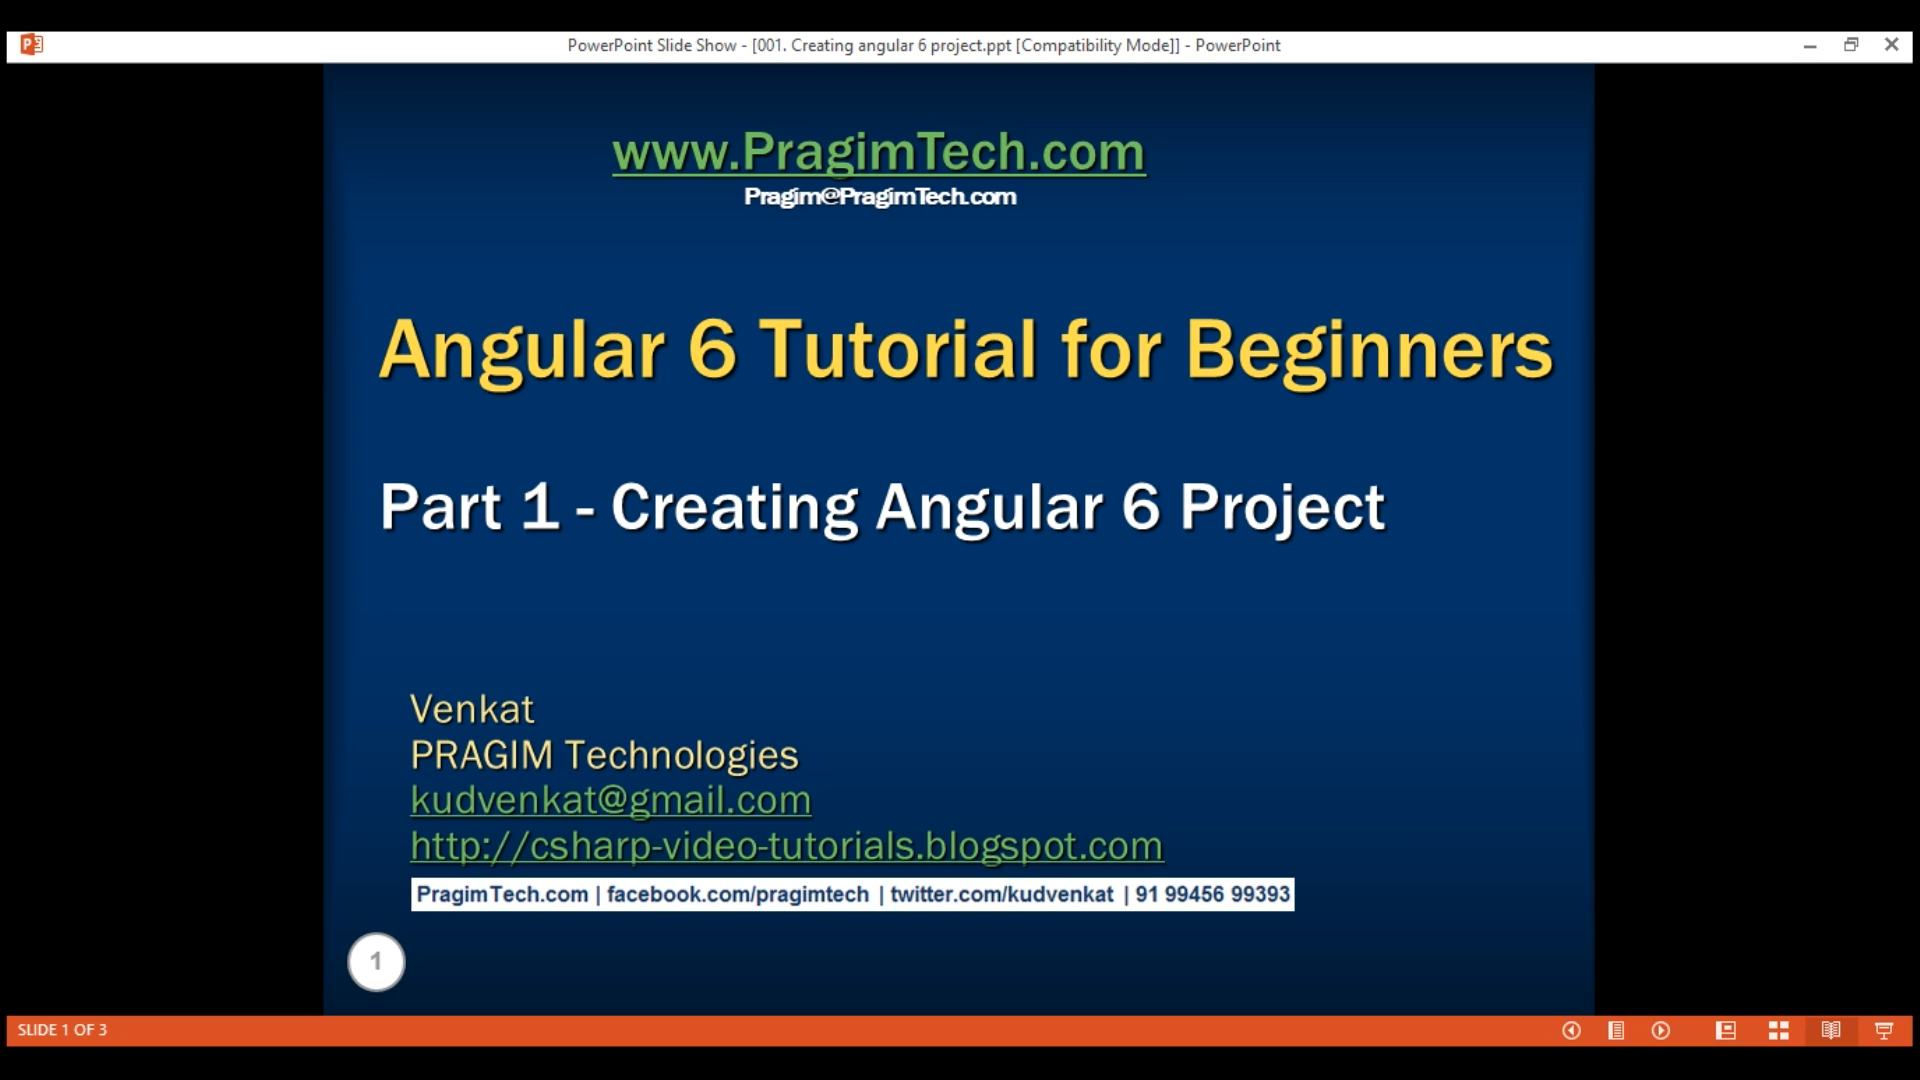 PowerPoint Slide Show - [001. Creating angular 6 project.ppt [Compatibility Mode]] - PowerPoint
www.PragimTech.com
Pragim@PragimTech.com
Angular 6 Tutorial for Beginners
Part 1 - Creating Angular 6 Project
Venkat
PRAGIM Technologies
kudvenkat@gmail.com
http://csharp-video-tutorials.blogspot.com
PragimTech.com | facebook.com/pragimtech | twitter.com/kudvenkat | 91 99456 99393
1
SLIDE 1 OF 3